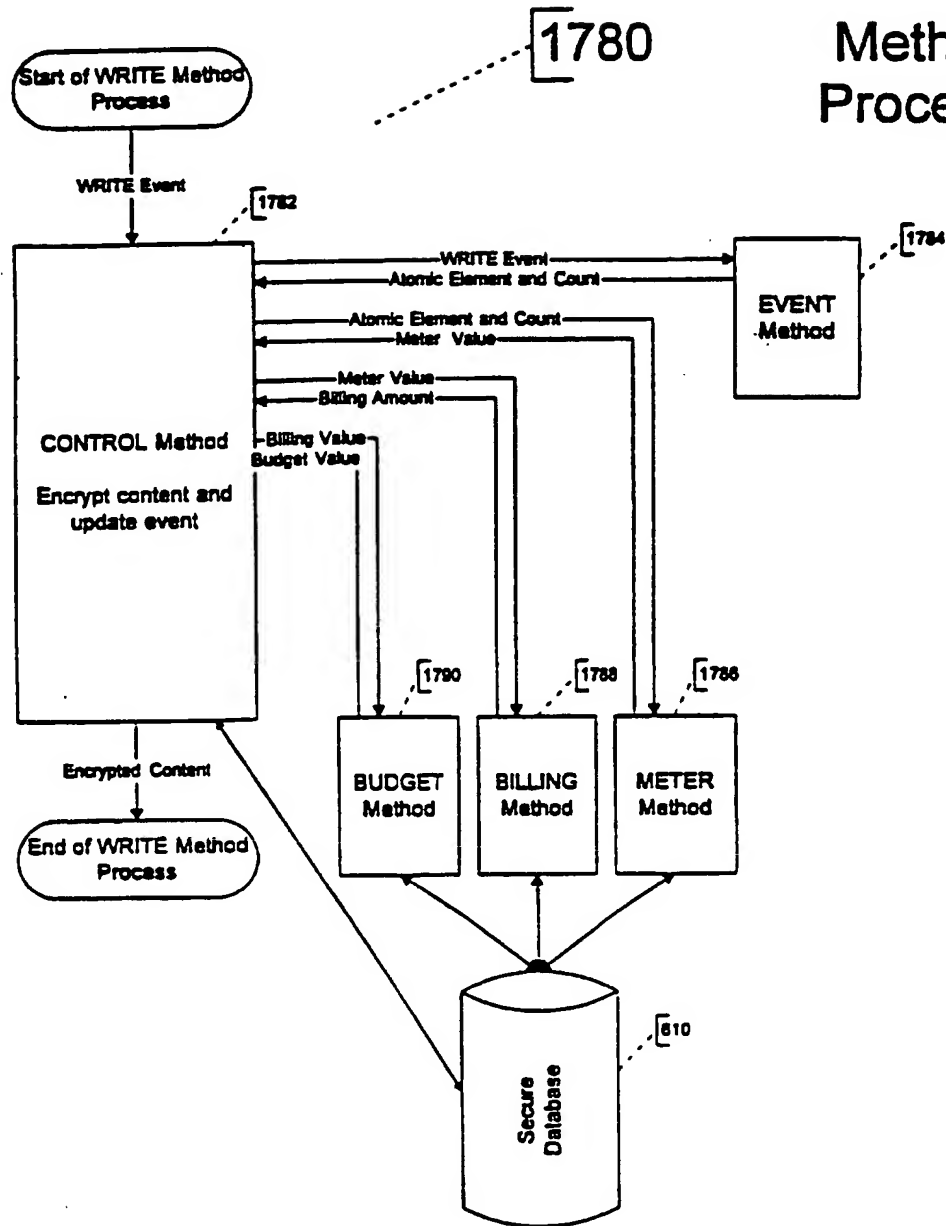 1780
Meth
Proce
Start of WRITE Method
Process
WRITE Event
1782
WRITE Event
Atomic Element and Count
1784
EVENT
Method
Atomic Element and Count
Meter Value
Meter Value
Billing Amount
Billing Value
Budget Value
CONTROL Method
Encrypt content and
update event
1790
1788
1786
Encrypted Content
BUDGET
Method
BILLING
Method
METER
Method
End of WRITE Method
Process
610
Secure
Database